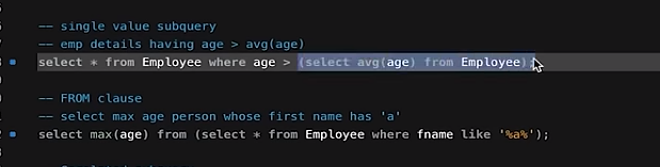 -- single value subquery
-- emp details having age > avg(age)
select * from Employee where age > (select avg(age) from Employee);
-- FROM clause
-- select max age person whose first name has 'a'
select max(age) from (select * from Employee where fname like '%a%');